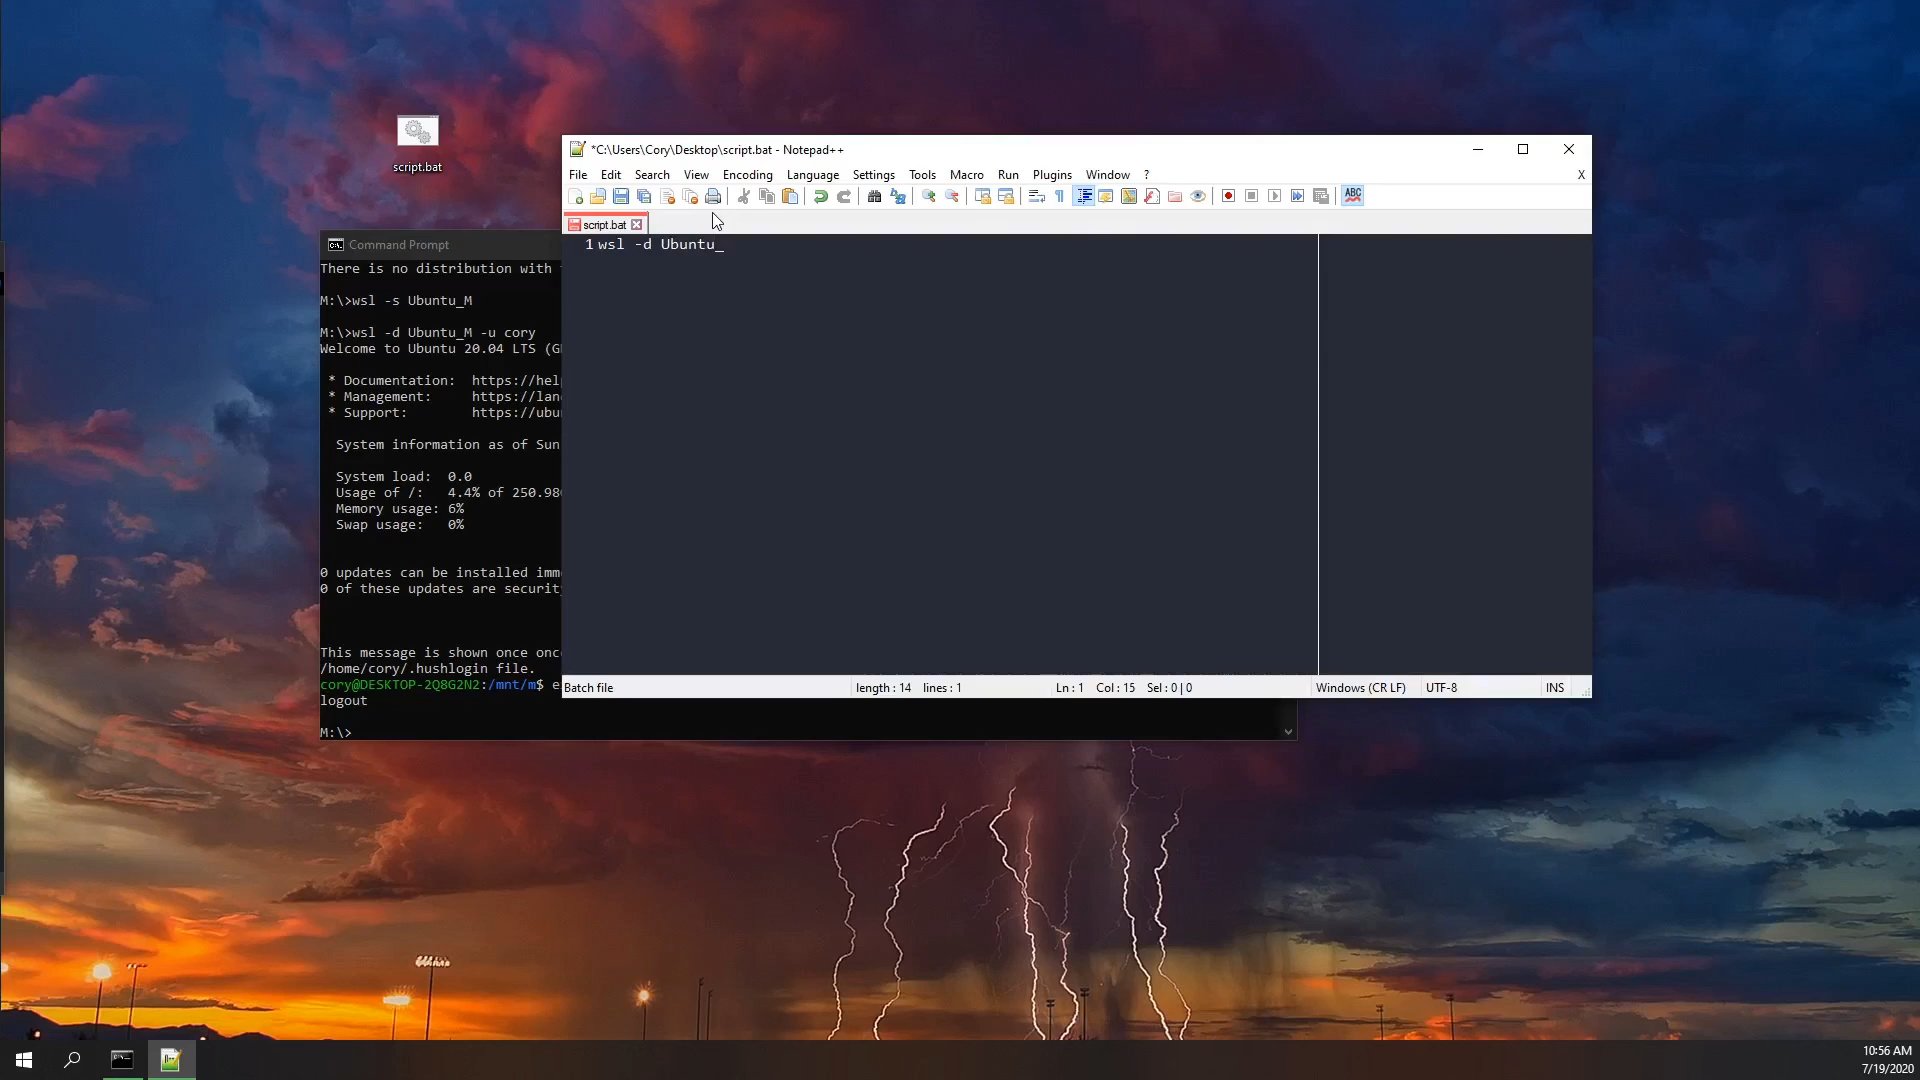 script.bat
*C:\Users\Cory\Desktop\script.bat - Notepad++
File Edit Search View Encoding Language Settings Tools Macro Run Plugins Window ? X
ABC
script.bat
1 wsl -d Ubuntu_
Command Prompt
There is no distribution with
M:\>wsl -s Ubuntu_M
M:\>wsl -d Ubuntu_M -u cory
Welcome to Ubuntu 20.04 LTS
* Documentation: https://hel
* Management: https://lan
* Support: https://ubu
System information as of Sun
System load: 0.0
Usage of /: 4.4% of 250.98
Memory usage: 6%
Swap usage: 0%
0 updates can be installed imm
0 of these updates are security
This message is shown once onc
/home/cory/.hushlogin file.
cory@DESKTOP-2Q8G2N2:/mnt/m$ e
logout
M:\>
Batch file length : 14 lines : 1 Ln : 1 Col : 15 Sel : 0 | 0 Windows (CR LF) UTF-8 INS
10:56 AM
7/19/2020